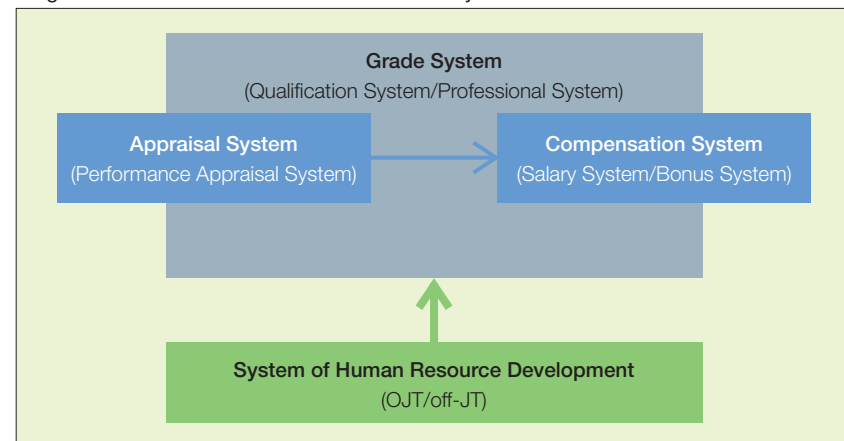 Grade System
(Qualification System/Professional System)
Appraisal System
(Performance Appraisal System)
Compensation System
(Salary System/Bonus System)
System of Human Resource Development
(OJT/off-JT)